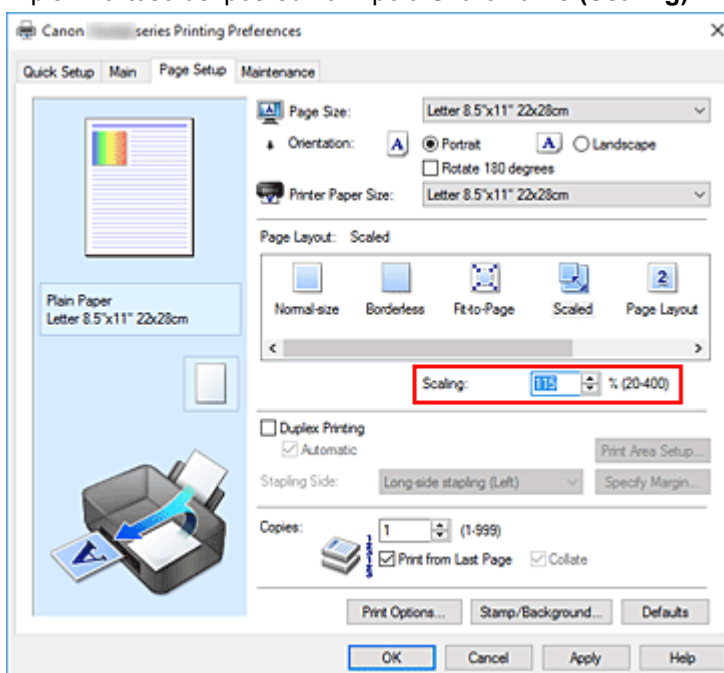 (Scaling)
Canon series Printing Preferences
Quick Setup Main Page Setup Maintenance
Page Size: Letter 8.5"x11" 22x28cm
Orientation: A Portrait A Landscape
Rotate 180 degrees
Printer Paper Size: Letter 8.5"x11" 22x28cm
Page Layout: Scaled
Normal-size Borderless Fit-to-Page Scaled 2 Page Layout
Plain Paper
Letter 8.5"x11" 22x28cm
Scaling: 115 % (20-400)
Duplex Printing
Automatic
Print Area Setup...
Stapling Side: Long-side stapling (Left) Specify Margin...
Copies: 1 (1-999)
Print from Last Page Collate
Print Options... Stamp/Background... Defaults
OK Cancel Apply Help